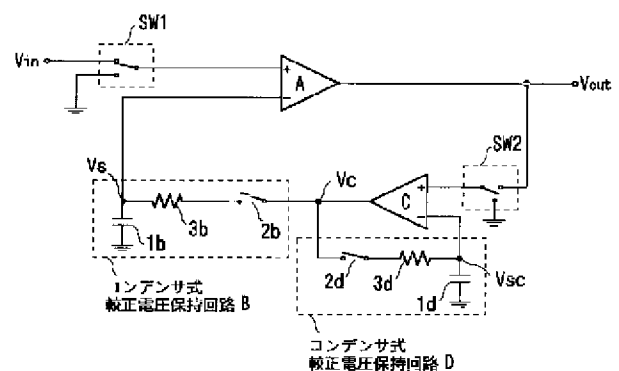 SW1
Vin
A
+
−
Vout
SW2
Vs
Vc
C
+
−
3b
2b
1b
2d
3d
1d
Vsc
コンデンサ式
較正電圧保持回路 B
コンデンサ式
較正電圧保持回路 D